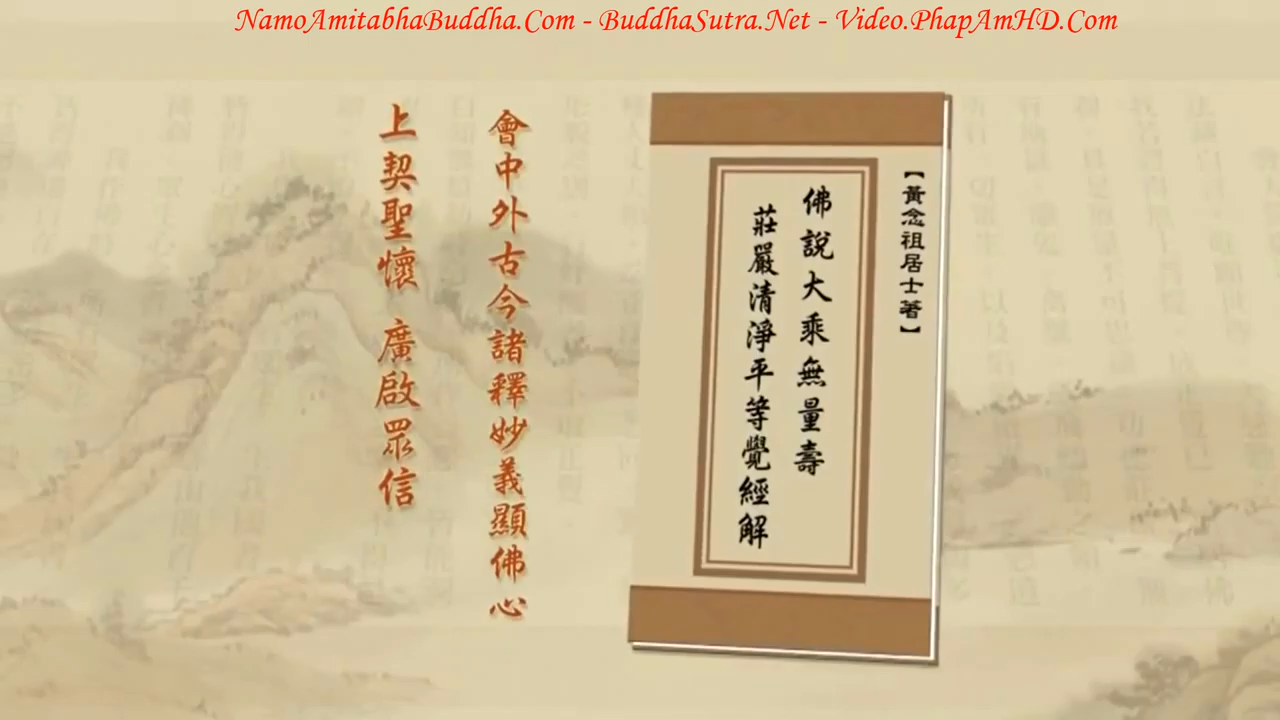 NamoAmitabhaBuddha.Com - BuddhaSutra.Net - Video.PhapAmHD.Com
【黃念祖居士著】
佛說大乘無量壽
莊嚴清淨平等覺經解
會中外古今諸釋妙義顯佛心
上契聖懷 廣啟眾信